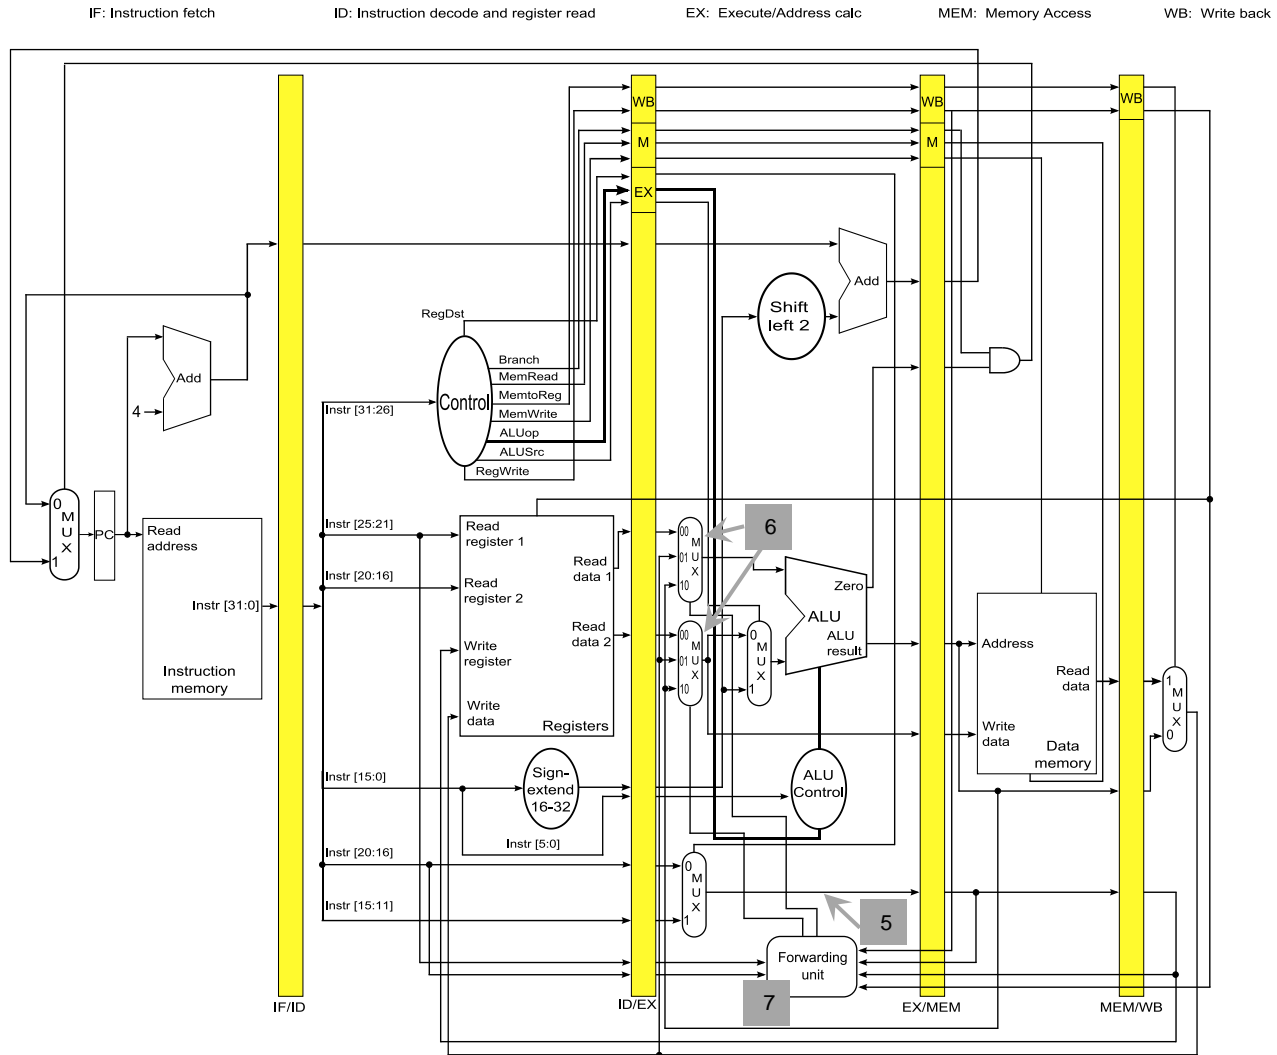 IF: Instruction fetch
ID: Instruction decode and register read
EX: Execute/Address calc
MEM: Memory Access
WB: Write back
WB
WB
WB
M
M
EX
Add
Shift
left 2
RegDst
Branch
MemRead
MemtoReg
MemWrite
ALUop
ALUSrc
RegWrite
Control
Instr [31:26]
Add
4
0
M
U
X
1
PC
Read
address
Instr [31:0]
Instruction
memory
Instr [25:21]
Instr [20:16]
Read
register 1
Read
register 2
Write
register
Write
data
Read
data 1
Read
data 2
Registers
00
01
10
M
U
X
6
00
01
10
M
U
X
0
M
U
X
1
Zero
ALU
ALU
result
Address
Read
data
Write
data
Data
memory
1
M
U
X
0
Instr [15:0]
Sign-
extend
16-32
Instr [5:0]
ALU
Control
Instr [20:16]
Instr [15:11]
0
M
U
X
1
5
Forwarding
unit
7
IF/ID
ID/EX
EX/MEM
MEM/WB